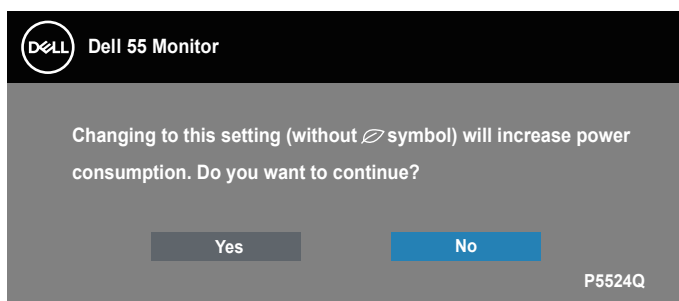 DELL Dell 55 Monitor
Changing to this setting (without symbol) will increase power
consumption. Do you want to continue?
Yes No
P5524Q